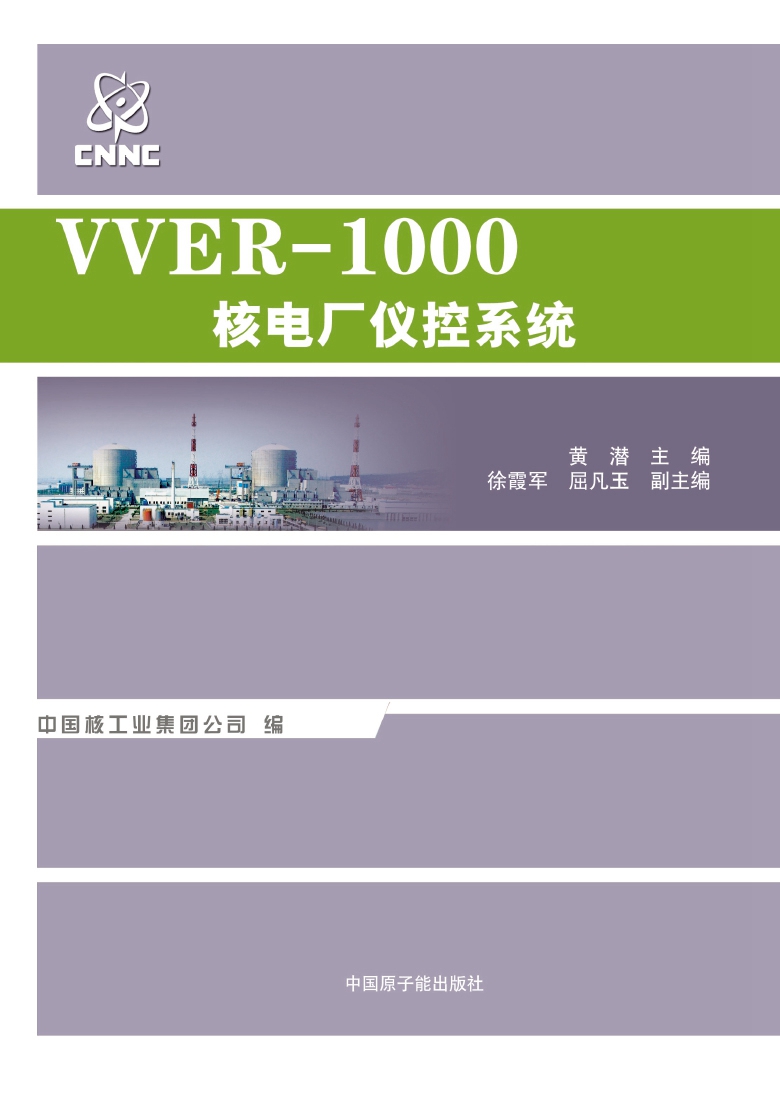 CNNC
VVER-1000
核电厂仪控系统
黄 潜 主 编
徐霞军 屈凡玉 副主编
中国核工业集团公司 编
中国原子能出版社